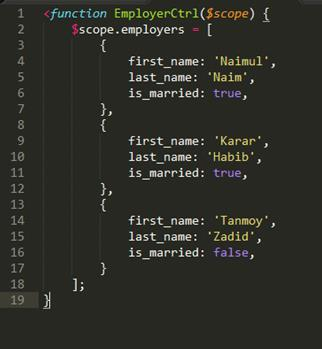 1 <function EmployerCtrl($scope) {
2 $scope.employers = [
3 {
4 first_name: 'Naimul',
5 last_name: 'Naim',
6 is_married: true,
7 },
8 {
9 first_name: 'Karar',
10 last_name: 'Habib',
11 is_married: true,
12 },
13 {
14 first_name: 'Tanmoy',
15 last_name: 'Zadid',
16 is_married: false,
17 }
18 ];
19 }